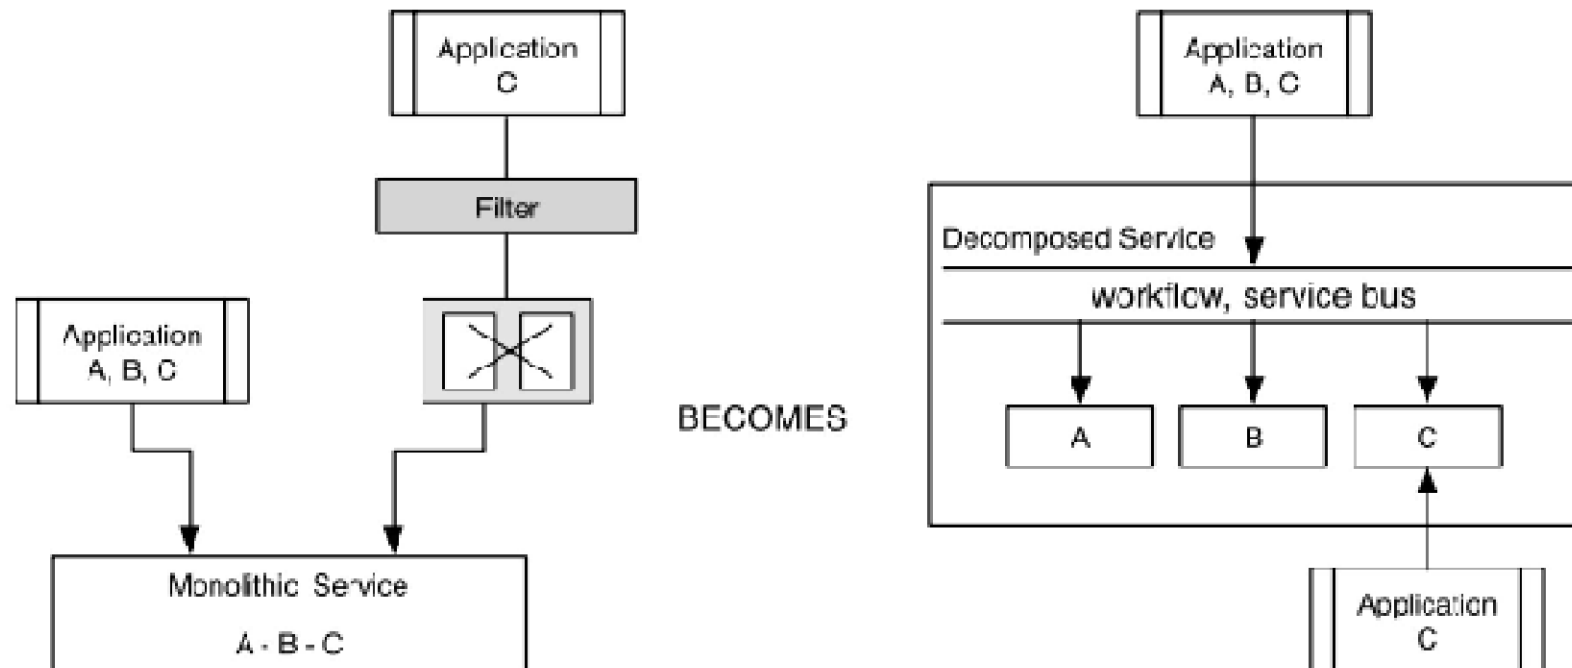 Application
C
Filter
Application
A, B, C
Monolithic Service
A - B - C
BECOMES
Application
A, B, C
Decomposed Service
workflow, service bus
A
B
C
Application
C